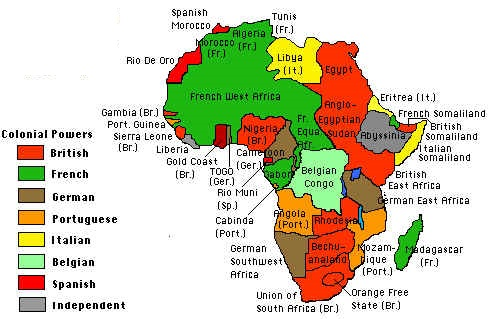 Spanish
Morocco
Tunis
(Fr.)
Morocco
(Fr.)
Algeria
(Fr.)
Rio De Oro
Libya
(It.)
Egypt
French West Africa
Anglo-
Egyptian
Sudan
Eritrea (It.)
French Somaliland
British
Somaliland
Italian
Somaliland
Abyssinia
Gambia (Br.)
Port. Guinea
Sierra Leone
(Br.)
Liberia
Gold Coast
(Br.)
TOGO
(Ger.)
Nigeria
(Br.)
Cameroon
(Ger.)
Fr.
Equa
Afr.
Rio Muni
(Sp.)
Gabon
Cabinda
(Port.)
Belgian
Congo
British
East Africa
German East Africa
Angola
(Port.)
Rhodesia
German
Southwest
Africa
Bechu-
analand
Mozam-
bique
(Port.)
Madagascar
(Fr.)
Union of
South Africa (Br.)
Orange Free
State (Br.)
Colonial Powers
British
French
German
Portuguese
Italian
Belgian
Spanish
Independent